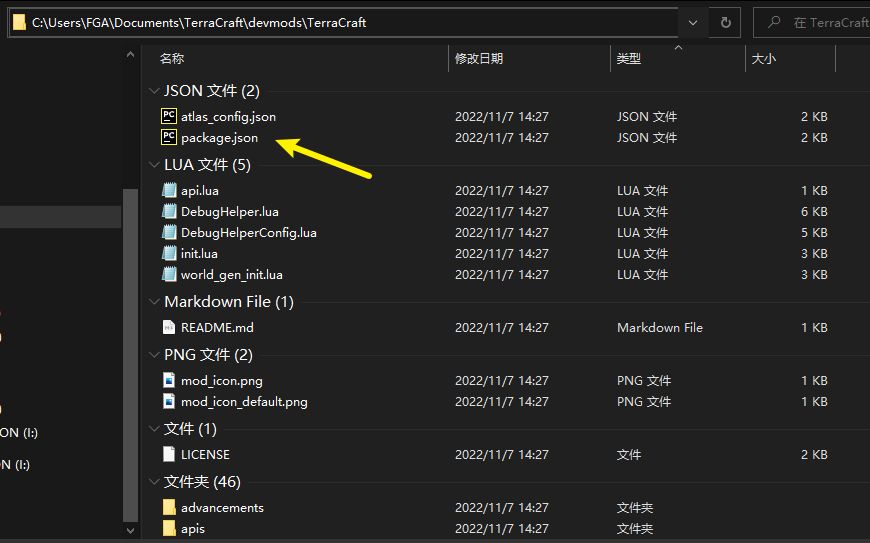 C:\Users\FGA\Documents\TerraCraft\devmods\TerraCraft 在 TerraCraft
名称 修改日期 类型 大小
JSON 文件 (2)
atlas_config.json 2022/11/7 14:27 JSON 文件 2 KB
package.json 2022/11/7 14:27 JSON 文件 2 KB
LUA 文件 (5)
api.lua 2022/11/7 14:27 LUA 文件 1 KB
DebugHelper.lua 2022/11/7 14:27 LUA 文件 6 KB
DebugHelperConfig.lua 2022/11/7 14:27 LUA 文件 5 KB
init.lua 2022/11/7 14:27 LUA 文件 3 KB
world_gen_init.lua 2022/11/7 14:27 LUA 文件 3 KB
Markdown File (1)
README.md 2022/11/7 14:27 Markdown File 1 KB
PNG 文件 (2)
mod_icon.png 2022/11/7 14:27 PNG 文件 1 KB
mod_icon_default.png 2022/11/7 14:27 PNG 文件 1 KB
ON (I:)
文件 (1)
LICENSE 2022/11/7 14:27 文件 2 KB
N (I:)
文件夹 (46)
advancements 2022/11/7 14:27 文件夹
apis 2022/11/7 14:27 文件夹